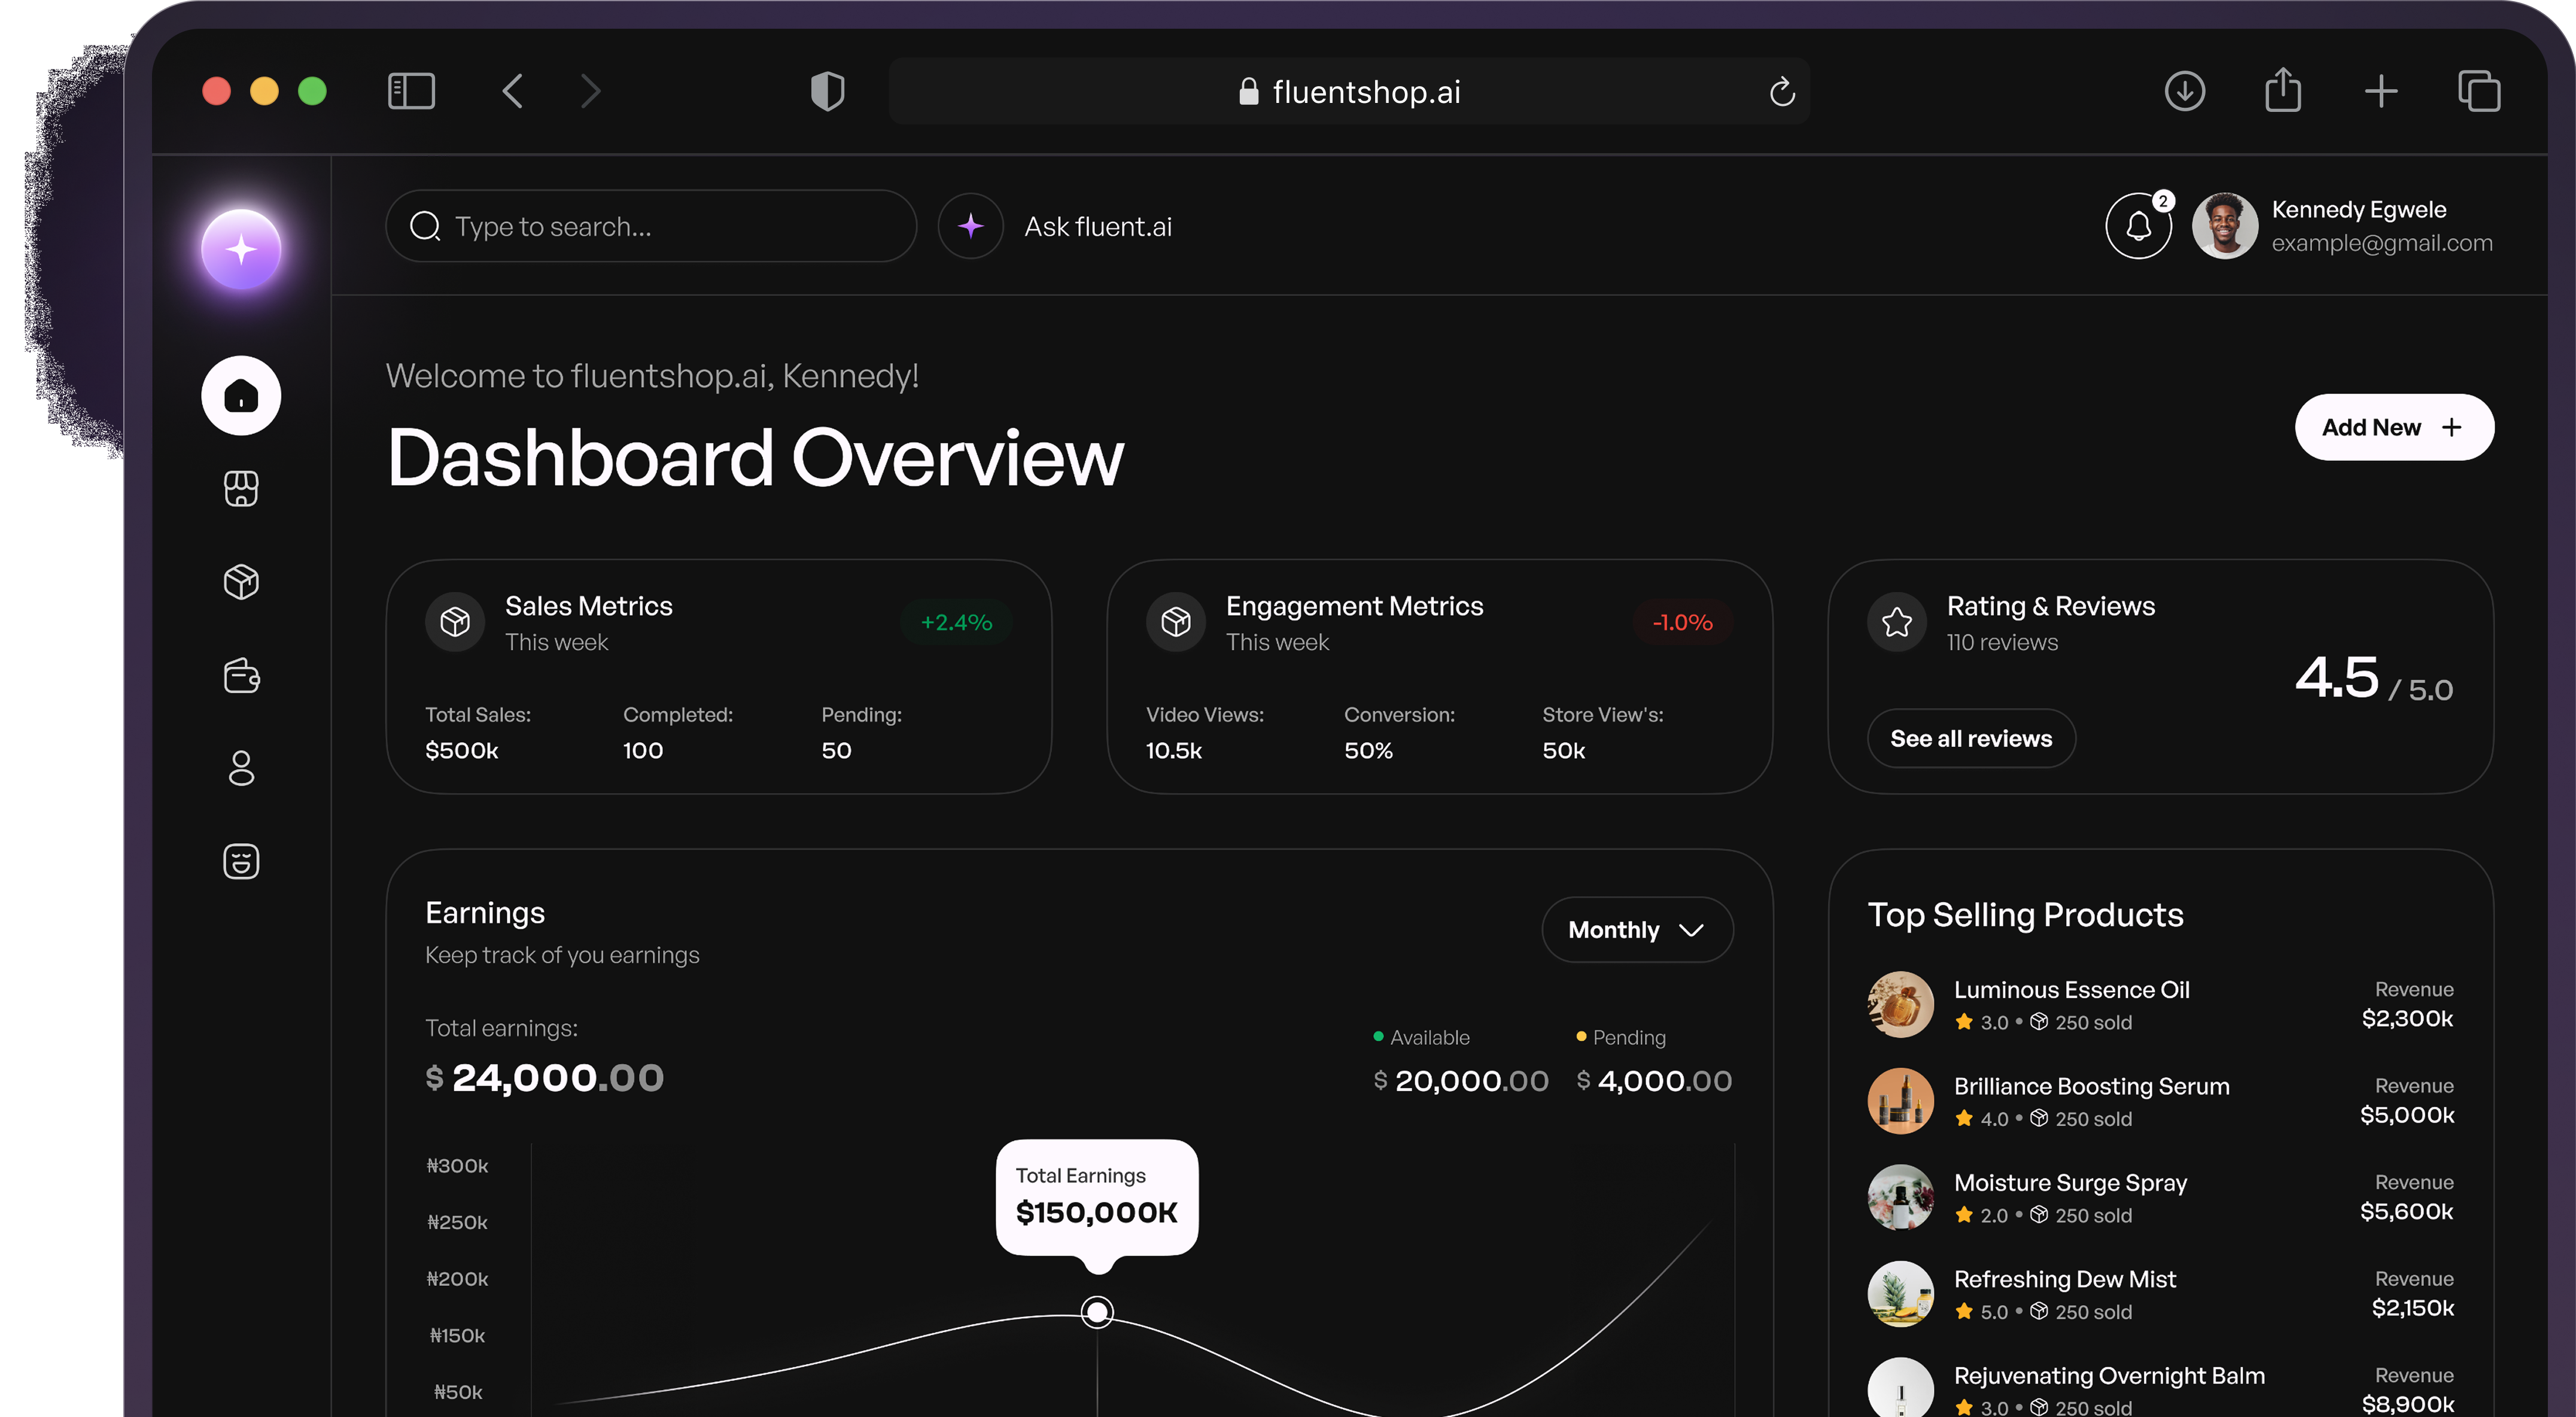 fluentshop.ai
Type to search...
Ask fluent.ai
2
Kennedy Egwele
example@gmail.com
Welcome to fluentshop.ai, Kennedy!
Dashboard Overview
Add New
Sales Metrics
This week
+2.4%
Total Sales:
$500k
Completed:
100
Pending:
50
Engagement Metrics
This week
-1.0%
Video Views:
10.5k
Conversion:
50%
Store View's:
50k
Rating & Reviews
110 reviews
4.5 / 5.0
See all reviews
Earnings
Keep track of you earnings
Monthly
Total earnings:
$ 24,000.00
Available
$ 20,000.00
Pending
$ 4,000.00
₦300k
₦250k
₦200k
₦150k
₦50k
Total Earnings
$150,000K
Top Selling Products
Luminous Essence Oil
3.0 • 250 sold
Revenue
$2,300k
Brilliance Boosting Serum
4.0 • 250 sold
Revenue
$5,000k
Moisture Surge Spray
2.0 • 250 sold
Revenue
$5,600k
Refreshing Dew Mist
5.0 • 250 sold
Revenue
$2,150k
Rejuvenating Overnight Balm
3.0 • 250 sold
Revenue
$8,900k